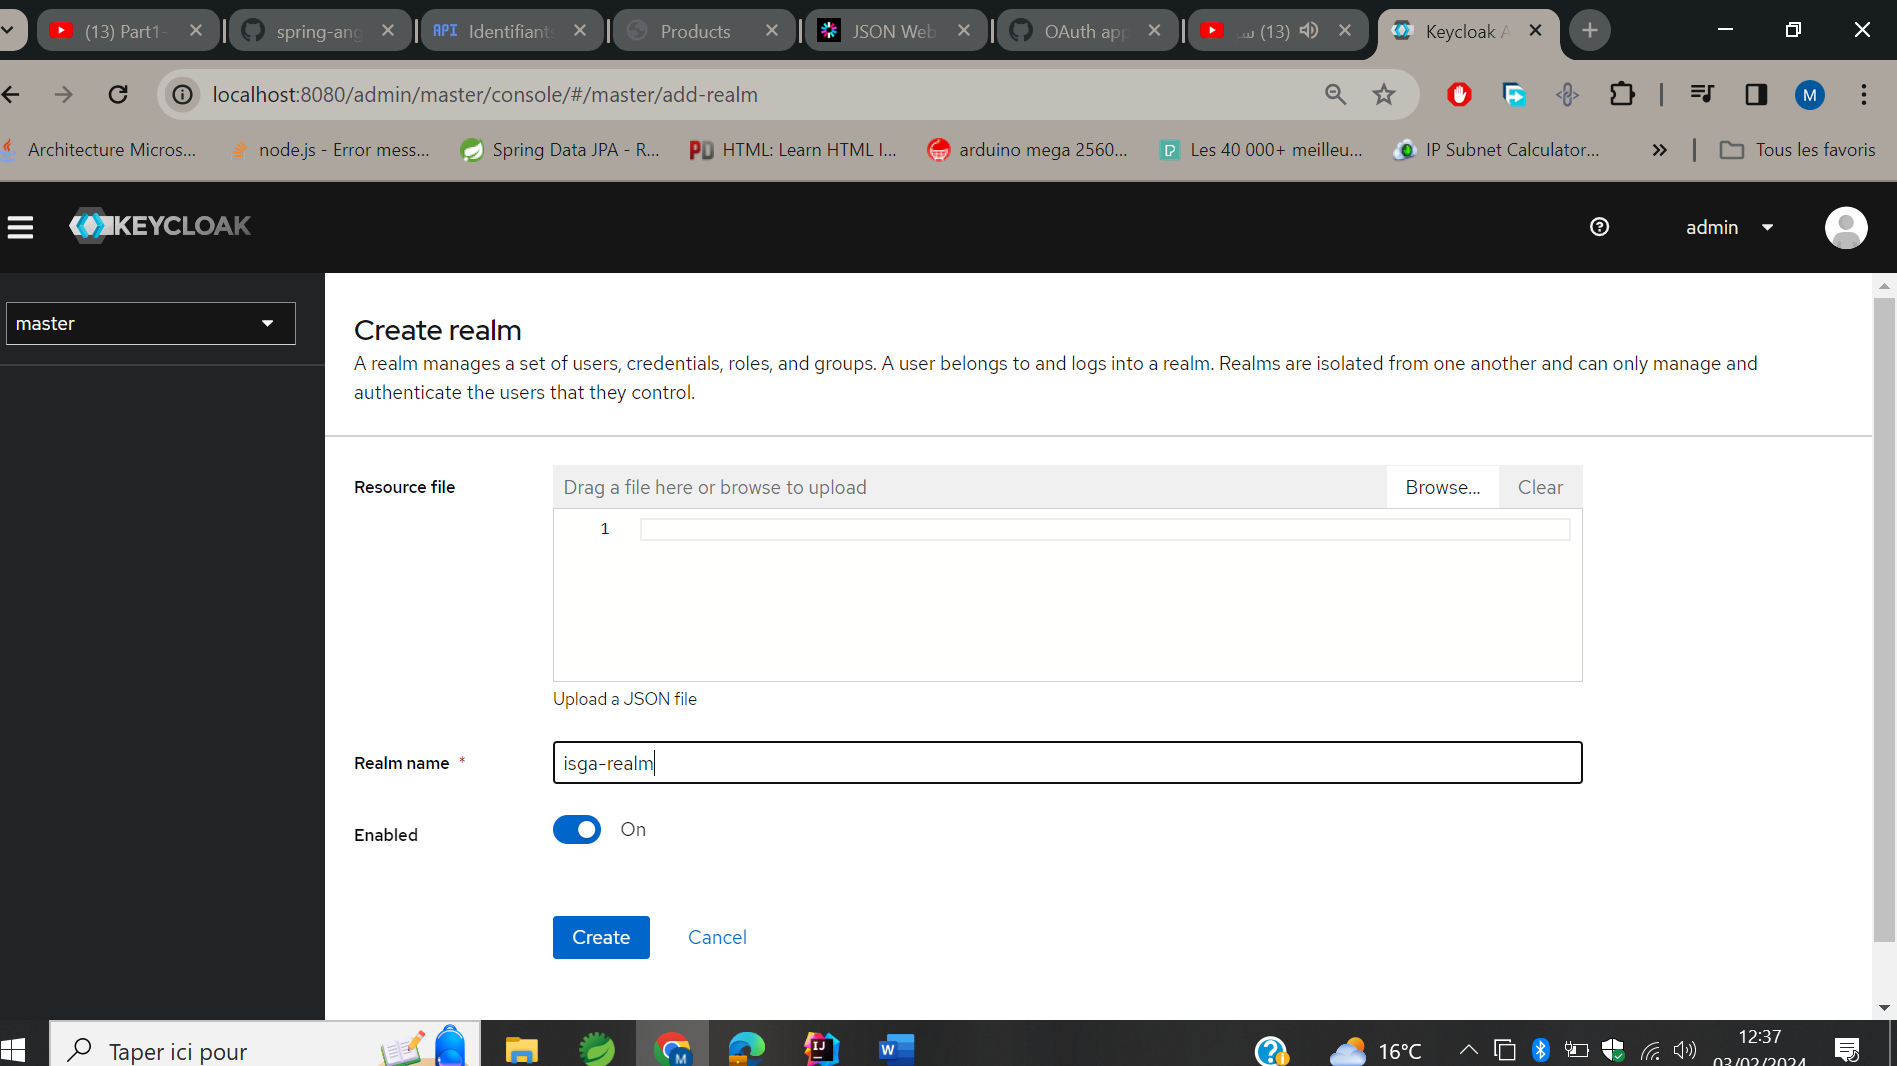 (13) Part1-
spring-ang
API Identifiants
Products
JSON Web
OAuth app
(13)
Keycloak A
localhost:8080/admin/master/console/#/master/add-realm
M
Architecture Micros...
node.js - Error mess...
Spring Data JPA - R...
PD HTML: Learn HTML I...
arduino mega 2560...
Les 40 000+ meilleu...
IP Subnet Calculator...
Tous les favoris
KEYCLOAK
admin
master
Create realm
A realm manages a set of users, credentials, roles, and groups. A user belongs to and logs into a realm. Realms are isolated from one another and can only manage and
authenticate the users that they control.
Resource file
Drag a file here or browse to upload
Browse...
Clear
1
Upload a JSON file
Realm name *
isga-realm
Enabled
On
Create
Cancel
Taper ici pour
16°C
12:37
03/02/2024